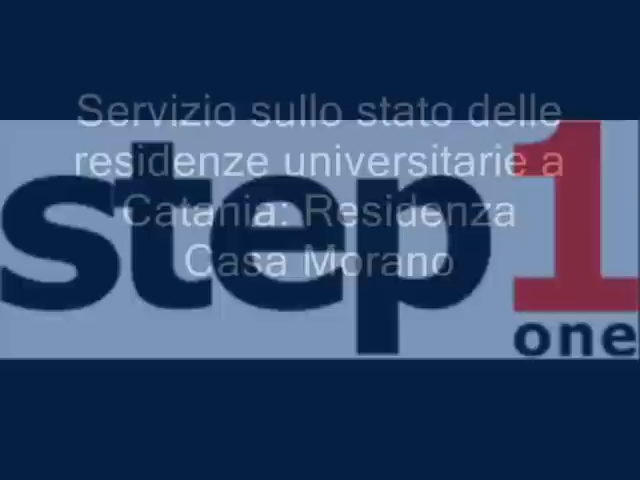 Servizio sullo stato delle
residenze universitarie a
Catania: Residenza
Casa Morano
step1
one